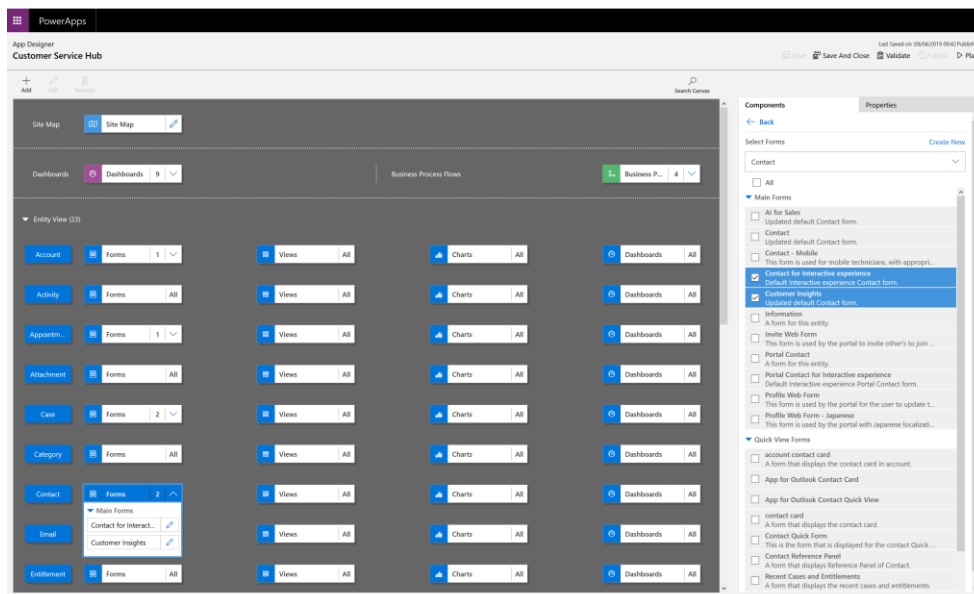 PowerApps
App Designer
Customer Service Hub
Last Saved on :09/04/2019 09:42 Publish
Save Save And Close Validate Publish Play
Add Edit Remove
Search Canvas
Site Map Site Map
Dashboards Dashboards 9 Business Process Flows Business P... 4
Entity View (23)
Account Forms 1 Views All Charts All Dashboards All
Activity Forms All Views All Charts All Dashboards All
Appointm... Forms 1 Views All Charts All Dashboards All
Attachment Forms All Views All Charts All Dashboards All
Case Forms 2 Views All Charts All Dashboards All
Category Forms All Views All Charts All Dashboards All
Contact Forms 2 Views All Charts All Dashboards All
Main Forms
Contact for Interact...
Customer Insights
Email Views All Charts All Dashboards All
Entitlement Forms All Views All Charts All Dashboards All
Components Properties
Back
Select Forms Create New
Contact
All
Main Forms
AI for Sales
Updated default Contact form.
Contact
Updated default Contact form.
Contact - Mobile
This form is used for mobile technicians, with appropri...
Contact for Interactive experience
Default Interactive experience Contact form.
Customer Insights
Updated default Contact form.
Information
A form for this entity.
Invite Web Form
This form is used by the portal to invite other's to join ...
Portal Contact
A form for this entity.
Portal Contact for Interactive experience
Default Interactive experience Portal Contact form.
Profile Web Form
This form is used by the portal for the user to update t...
Profile Web Form - Japanese
This form is used by the portal with Japanese localizati...
Quick View Forms
account contact card
A form that displays the contact card in account.
App for Outlook Contact Card
App for Outlook Contact Quick View
contact card
A form that displays the contact card.
Contact Quick Form
This is the form that is displayed for the contact Quick ...
Contact Reference Panel
A form that displays Reference Panel of Contact.
Recent Cases and Entitlements
A form that displays the recent cases and entitlements.